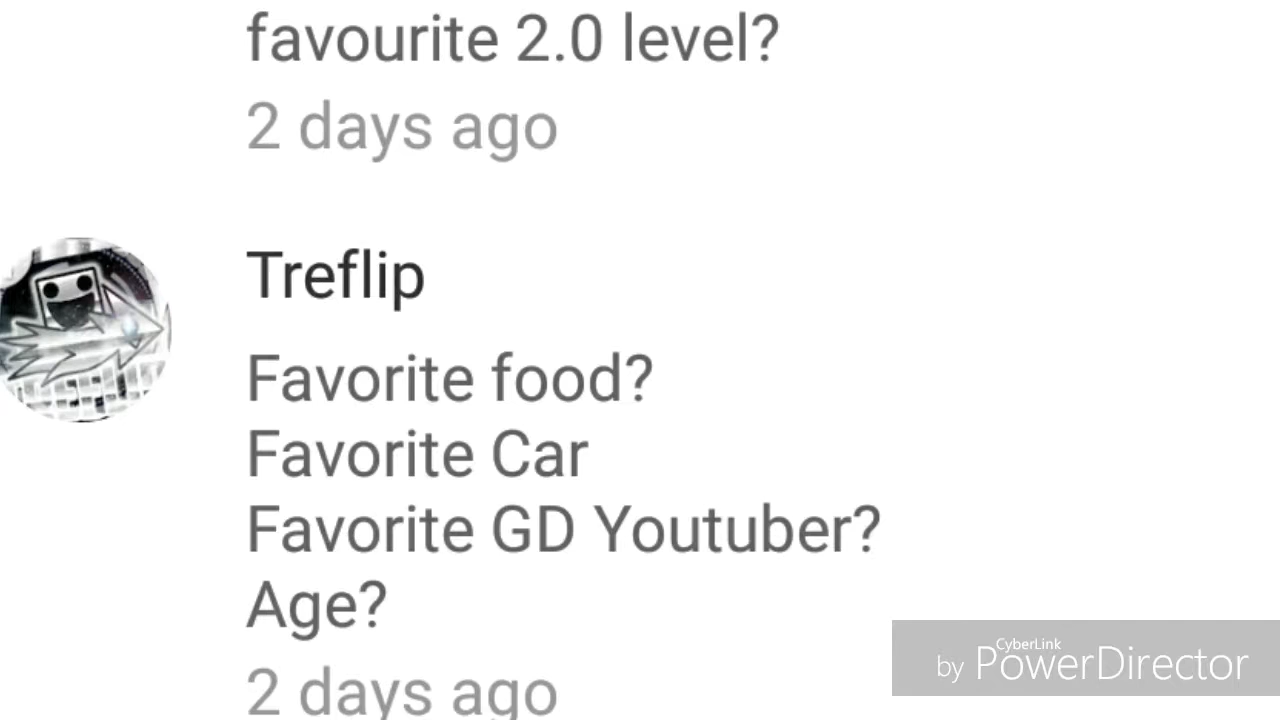 favourite 2.0 level?
2 days ago
Treflip
Favorite food?
Favorite Car
Favorite GD Youtuber?
Age?
2 days ago
CyberLink
by PowerDirector